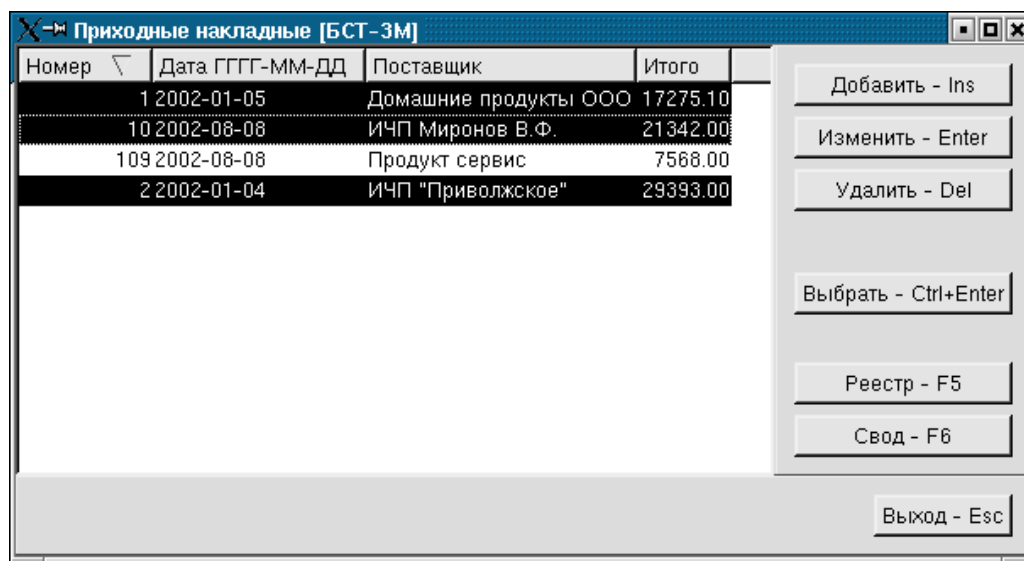 Приходные накладные [БСТ-ЗМ]
Номер Дата ГГГГ-ММ-ДД Поставщик Итого
1 2002-01-05 Домашние продукты ООО 17275.10
10 2002-08-08 ИЧП Миронов В.Ф. 21342.00
109 2002-08-08 Продукт сервис 7568.00
2 2002-01-04 ИЧП "Приволжское" 29393.00
Добавить - Ins
Изменить - Enter
Удалить - Del
Выбрать - Ctrl+Enter
Реестр - F5
Свод - F6
Выход - Esc